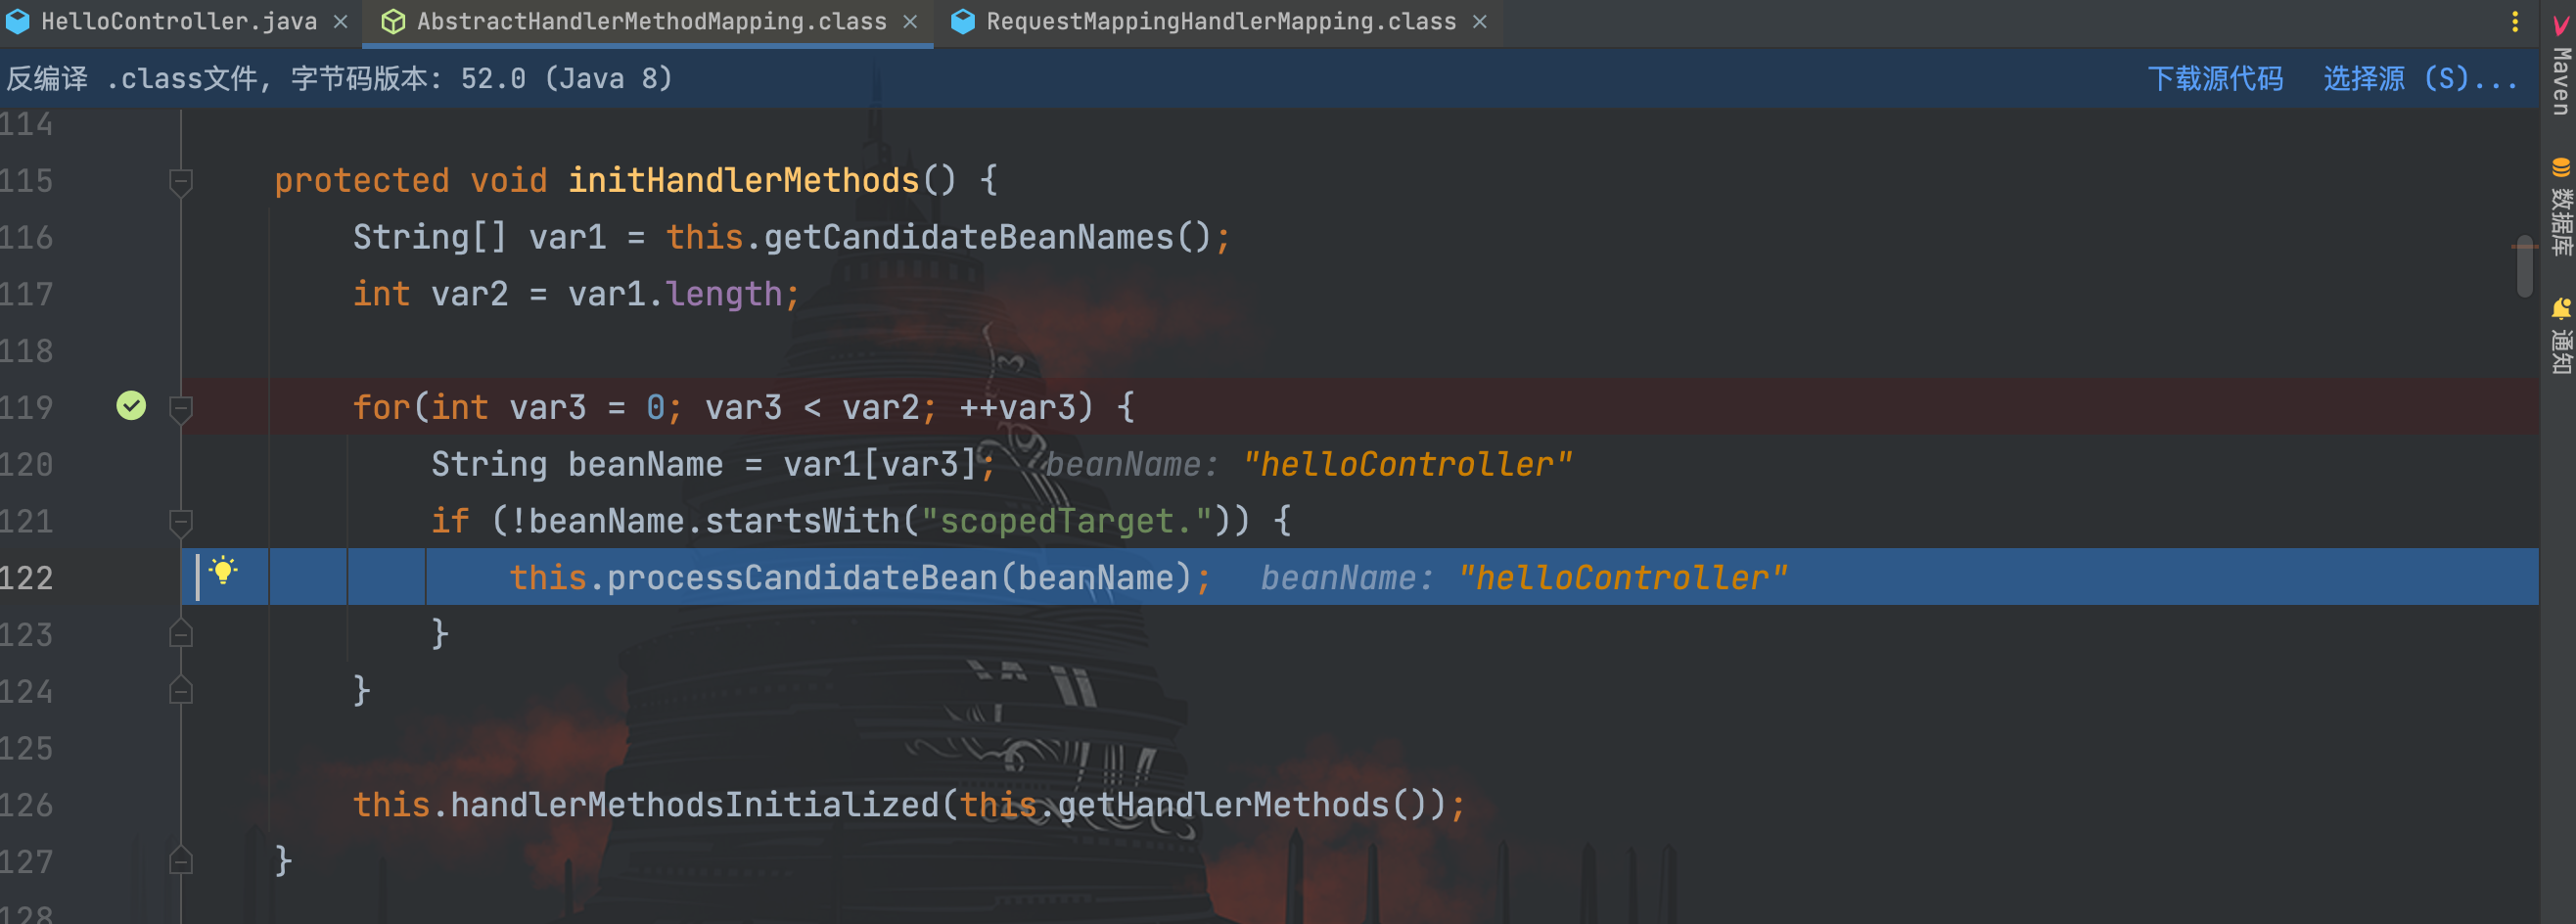 HelloController.java
AbstractHandlerMethodMapping.class
RequestMappingHandlerMapping.class
反编译 .class文件, 字节码版本: 52.0 (Java 8)
下载源代码
选择源 (S)...
114
115 protected void initHandlerMethods() {
116 String[] var1 = this.getCandidateBeanNames();
117 int var2 = var1.length;
118
119 for(int var3 = 0; var3 < var2; ++var3) {
120 String beanName = var1[var3]; beanName: "helloController"
121 if (!beanName.startsWith("scopedTarget.")) {
122 this.processCandidateBean(beanName); beanName: "helloController"
123 }
124 }
125
126 this.handlerMethodsInitialized(this.getHandlerMethods());
127 }
128
Maven
数据库
通知